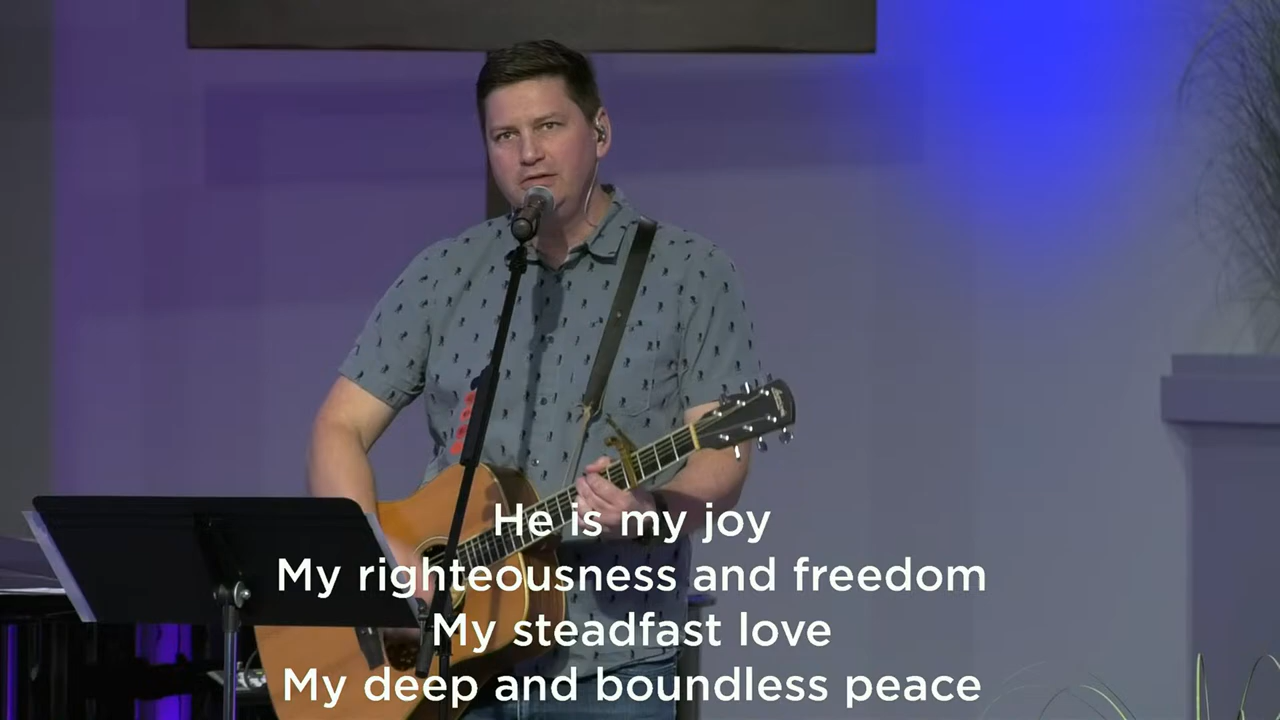 He is my joy
My righteousness and freedom
My steadfast love
My deep and boundless peace